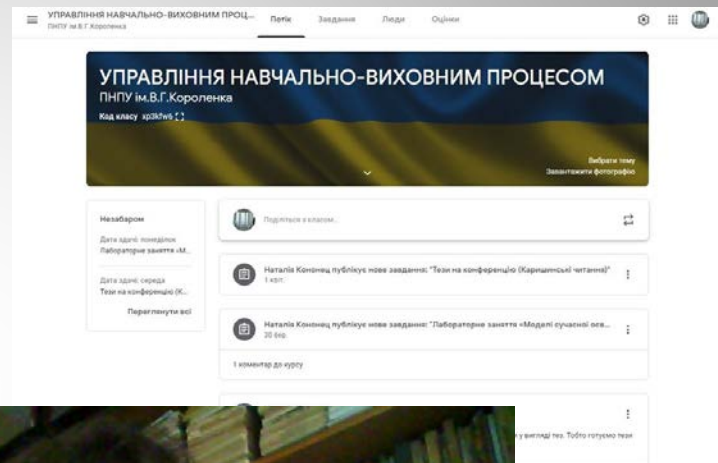 УПРАВЛІННЯ НАВЧАЛЬНО-ВИХОВНИМ ПРОЦ...
ПНПУ ім.В.Г.Короленка
Потік
Завдання
Люди
Оцінки
УПРАВЛІННЯ НАВЧАЛЬНО-ВИХОВНИМ ПРОЦЕСОМ
ПНПУ ім.В.Г.Короленка
Код класу xp3kfw6
Вибрати тему
Завантажити фотографію
Незабаром
Дата здачі: понеділок
Лабораторне заняття «М...
Дата здачі: середа
Тези на конференцію (К...
Переглянути всі
Поділіться з класом...
Наталія Кононец публікує нове завдання: "Тези на конференцію (Каришинські читання)"
1 квіт.
Наталія Кононец публікує нове завдання: "Лабораторне заняття «Моделі сучасної осв...
20 бер.
1 коментар до курсу
у вигляді тез. Тобто готуємо тези